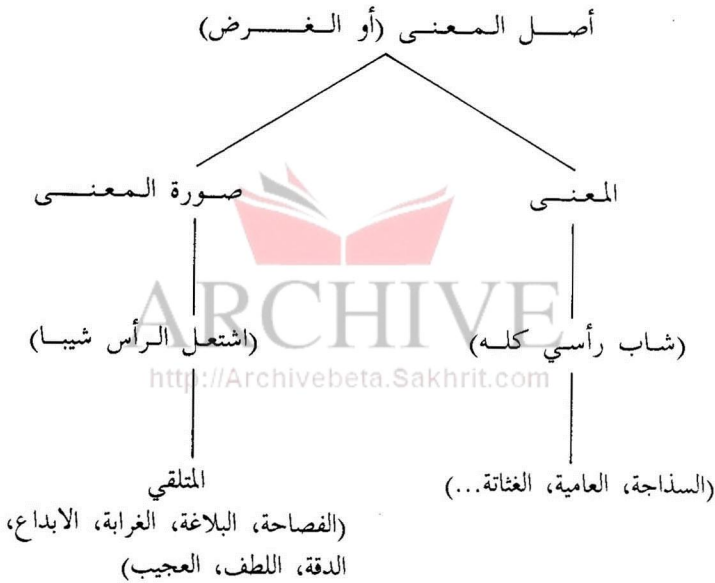 أصل المعنى (أو الغرض)
المعنى
صورة المعنى
ARCHIVE
(شاب رأسي كله)
(اشتعل الرأس شيبا)
http://Archivebeta.Sakhrit.com
(السذاجة، العامية، الغثاثة...)
المتلقي
(الفصاحة، البلاغة، الغرابة، الابداع،
الدقة، اللطف، العجيب)